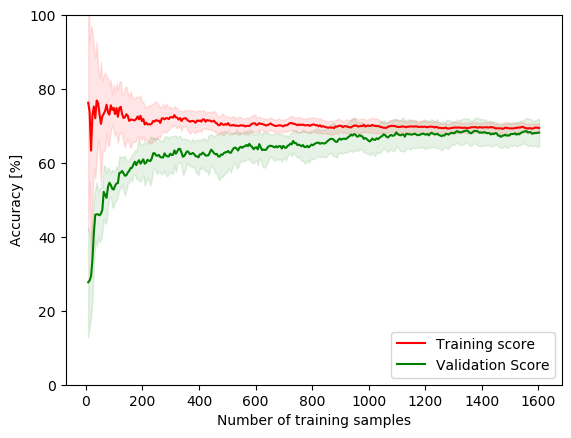 100
80
60
40
20
0
Accuracy [%]
0 200 400 600 800 1000 1200 1400 1600
Number of training samples
Training score
Validation Score